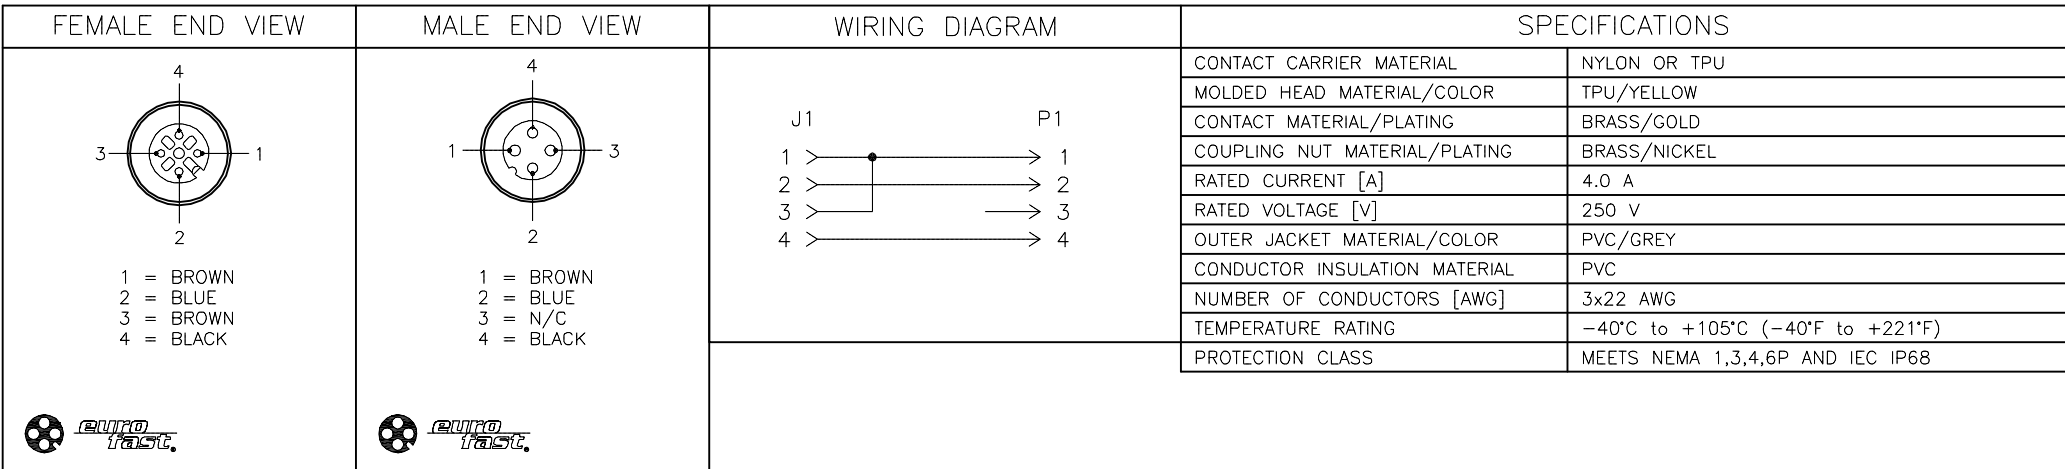 FEMALE END VIEW
4
3
1
2
1 = BROWN
2 = BLUE
3 = BROWN
4 = BLACK
euro
fast.
MALE END VIEW
4
1
3
2
1 = BROWN
2 = BLUE
3 = N/C
4 = BLACK
euro
fast.
WIRING DIAGRAM
J1 P1
1 1
2 2
3 3
4 4
SPECIFICATIONS
CONTACT CARRIER MATERIAL NYLON OR TPU
MOLDED HEAD MATERIAL/COLOR TPU/YELLOW
CONTACT MATERIAL/PLATING BRASS/GOLD
COUPLING NUT MATERIAL/PLATING BRASS/NICKEL
RATED CURRENT [A] 4.0 A
RATED VOLTAGE [V] 250 V
OUTER JACKET MATERIAL/COLOR PVC/GREY
CONDUCTOR INSULATION MATERIAL PVC
NUMBER OF CONDUCTORS [AWG] 3x22 AWG
TEMPERATURE RATING -40°C to +105°C (-40°F to +221°F)
PROTECTION CLASS MEETS NEMA 1,3,4,6P AND IEC IP68